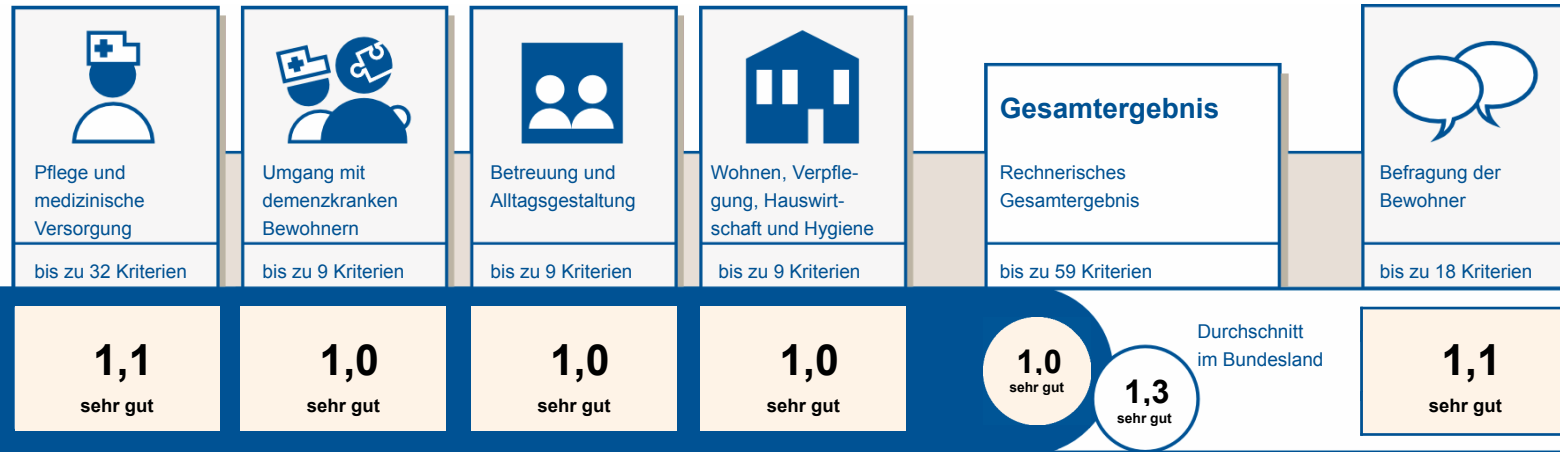 Pflege und
medizinische
Versorgung
bis zu 32 Kriterien
1,1
sehr gut
Umgang mit
demenzkranken
Bewohnern
bis zu 9 Kriterien
1,0
sehr gut
Betreuung und
Alltagsgestaltung
bis zu 9 Kriterien
1,0
sehr gut
Wohnen, Verpfle-
gung, Hauswirt-
schaft und Hygiene
bis zu 9 Kriterien
1,0
sehr gut
Gesamtergebnis
Rechnerisches
Gesamtergebnis
bis zu 59 Kriterien
1,0
sehr gut
1,3
sehr gut
Durchschnitt
im Bundesland
Befragung der
Bewohner
bis zu 18 Kriterien
1,1
sehr gut